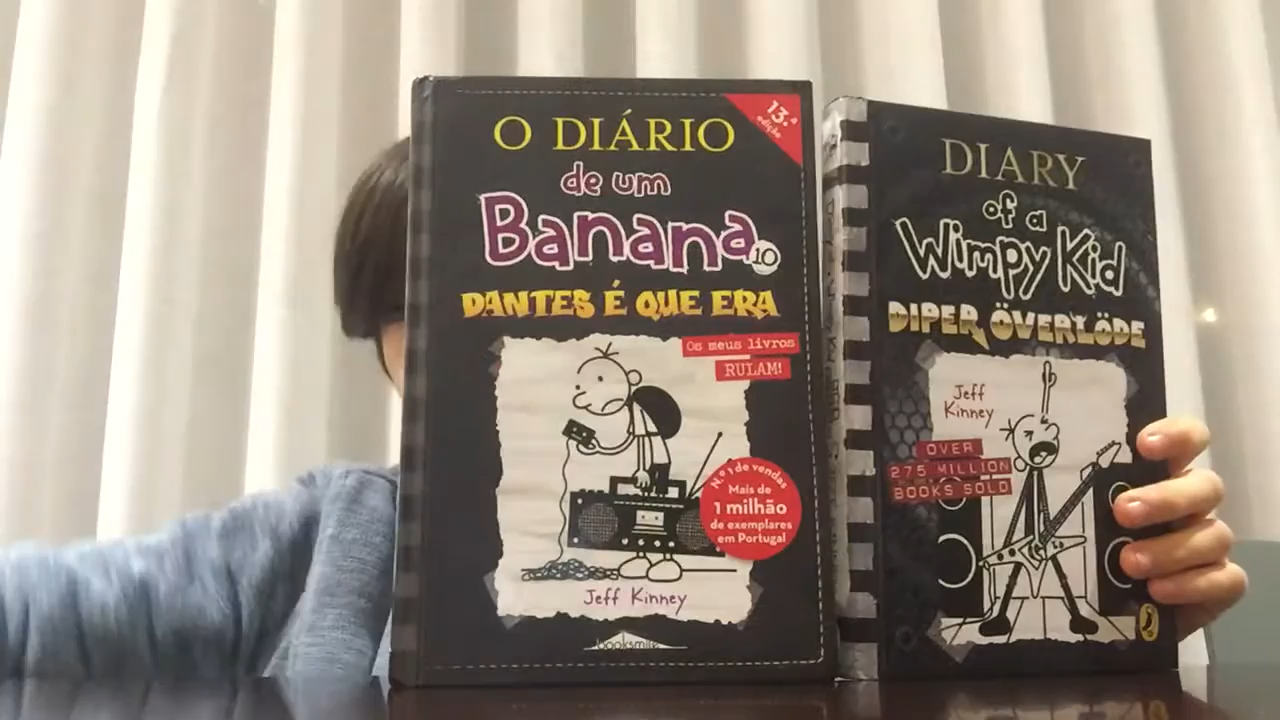 O DIÁRIO
de um
Banana
10
DANTES É QUE ERA
13.ª
edição
Os meus livros
RULAM!
N.º 1 de vendas
Mais de
1 milhão
de exemplares
em Portugal
Jeff Kinney
booksmile
DIARY
of a
Wimpy Kid
DIPER ÖVERLÖDE
Jeff
Kinney
OVER
275 MILLION
BOOKS SOLD